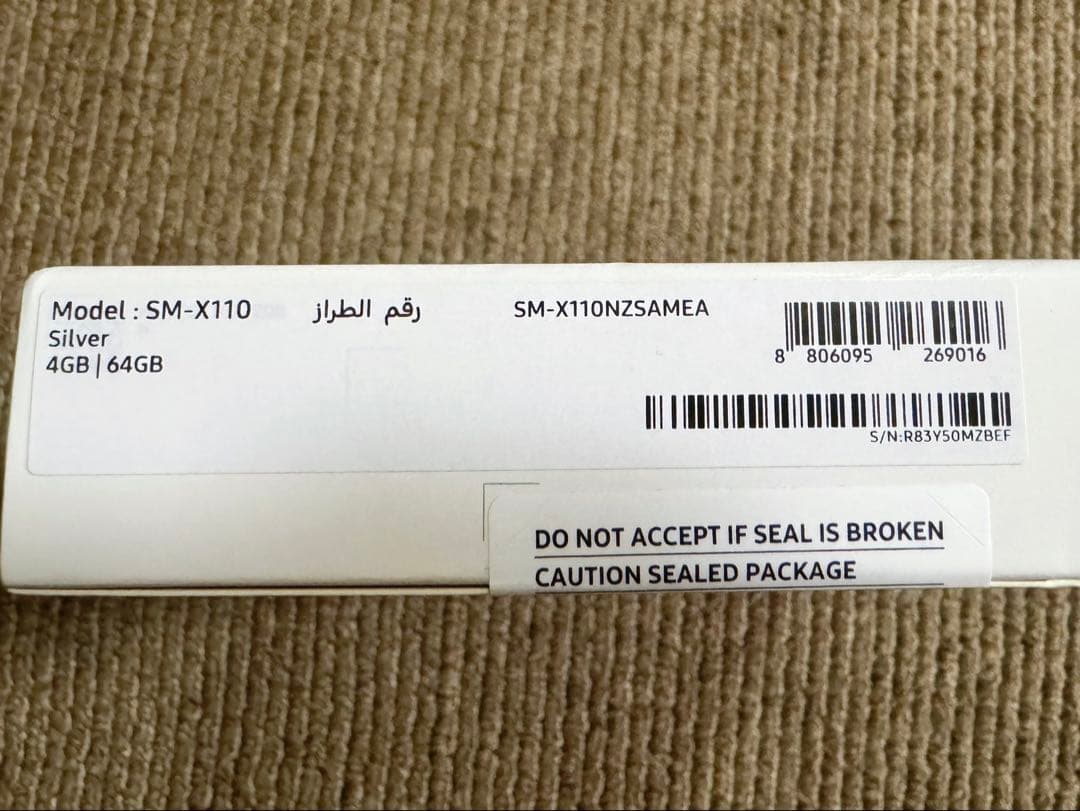 Model : SM-X110 رقم الطراز
Silver
4GB | 64GB
SM-X110NZSAMEA
8 806095 269016
S/N:R83Y50MZBEF
DO NOT ACCEPT IF SEAL IS BROKEN
CAUTION SEALED PACKAGE